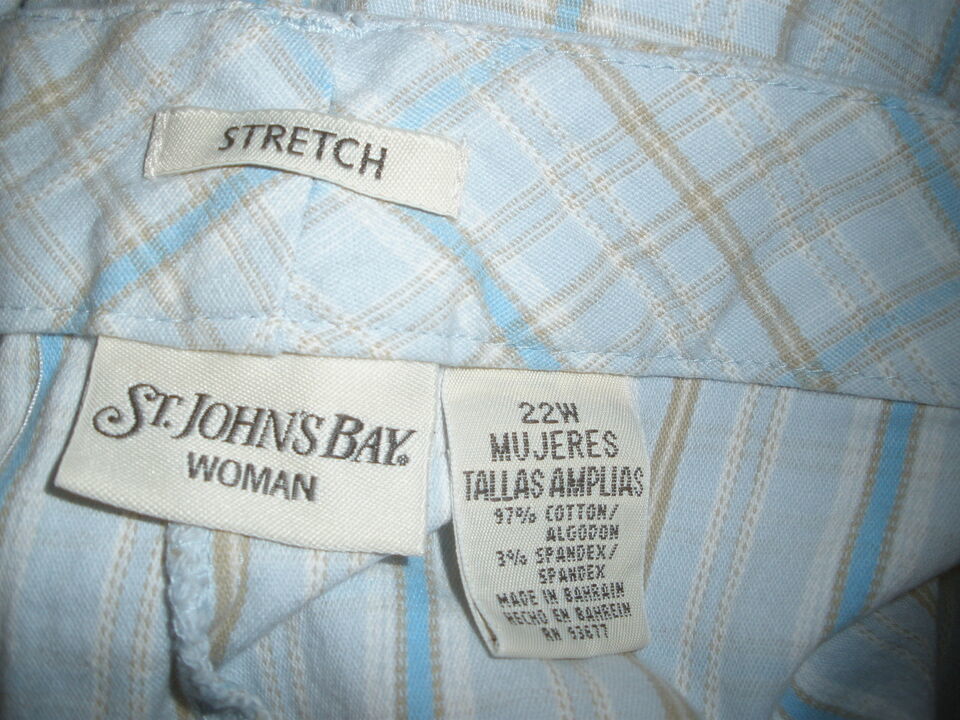 STRETCH
ST. JOHN'S BAY®
WOMAN
22W
MUJERES
TALLAS AMPLIAS
97% COTTON/
ALGODON
3% SPANDEX/
SPANDEX
MADE IN BAHRAIN
HECHO EN BAHREIN
RN 93677